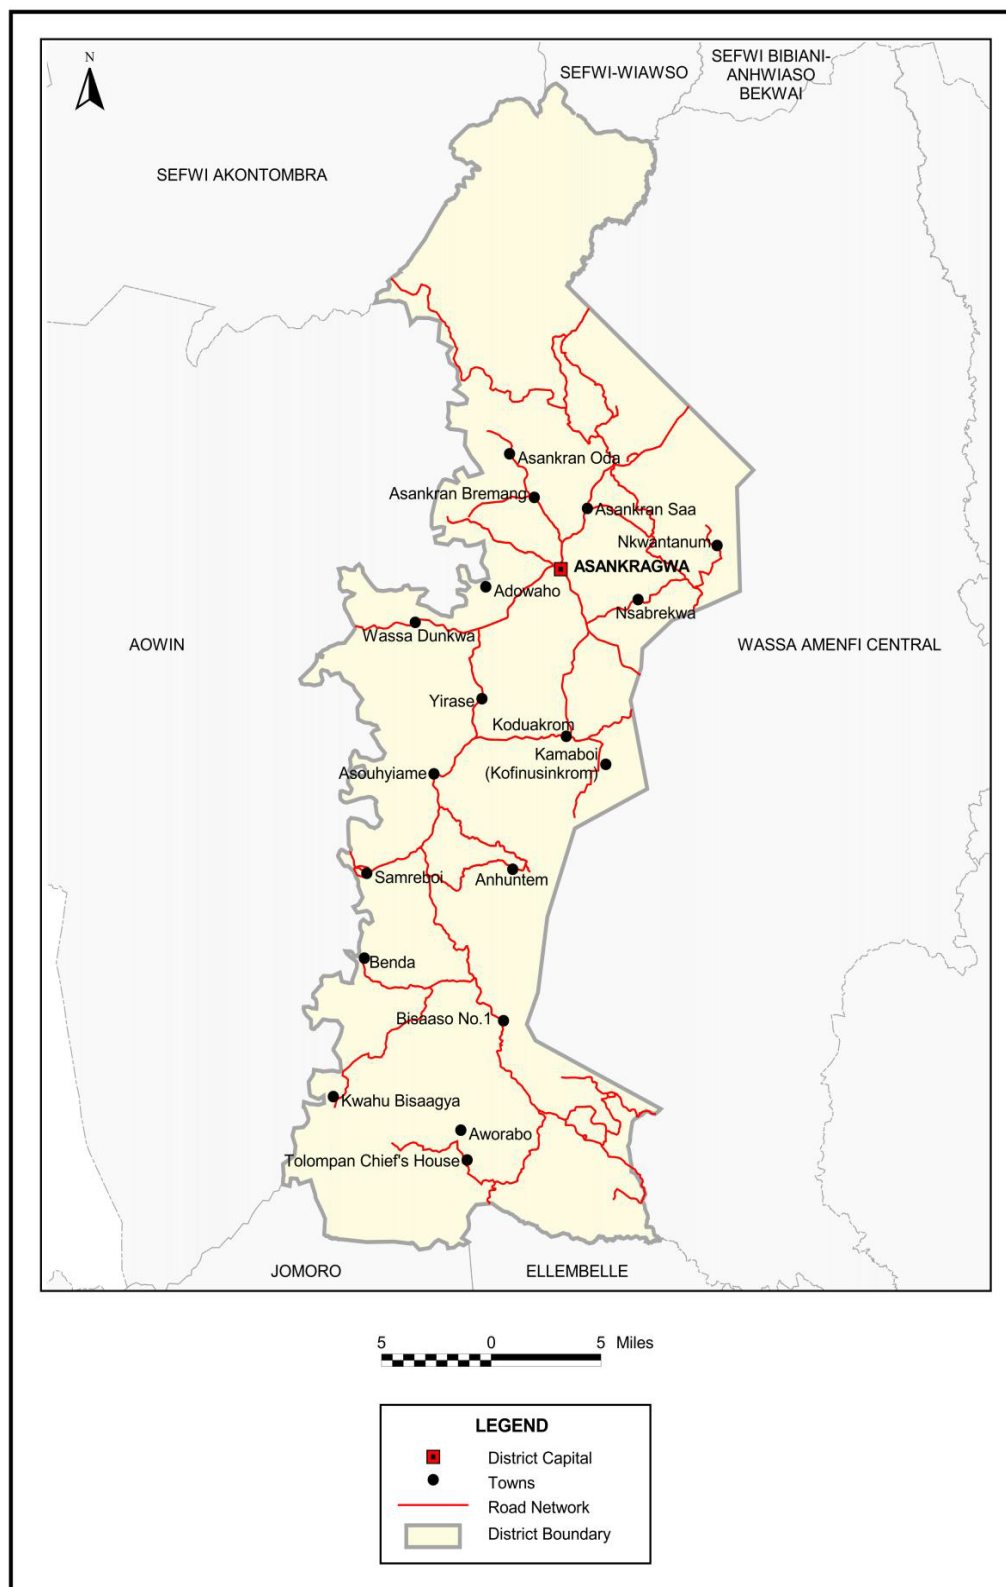 N
SEFWI-WIAWSO
SEFWI BIBIANI-
ANHWIASO
BEKWAI
SEFWI AKONTOMBRA
Asankran Oda
Asankran Bremang
Asankran Saa
Nkwantanum
ASANKRAGWA
Adowaho
Nsabrekwa
Wassa Dunkwa
AOWIN
WASSA AMENFI CENTRAL
Yirase
Koduakrom
Kamaboi
(Kofinusinkrom)
Asouhyiame
Samreboi
Anhuntem
Benda
Bisaaso No.1
Kwahu Bisaagya
Aworabo
Tolompan Chief's House
JOMORO
ELLEMBELLE
5 0 5 Miles
LEGEND
District Capital
Towns
Road Network
District Boundary